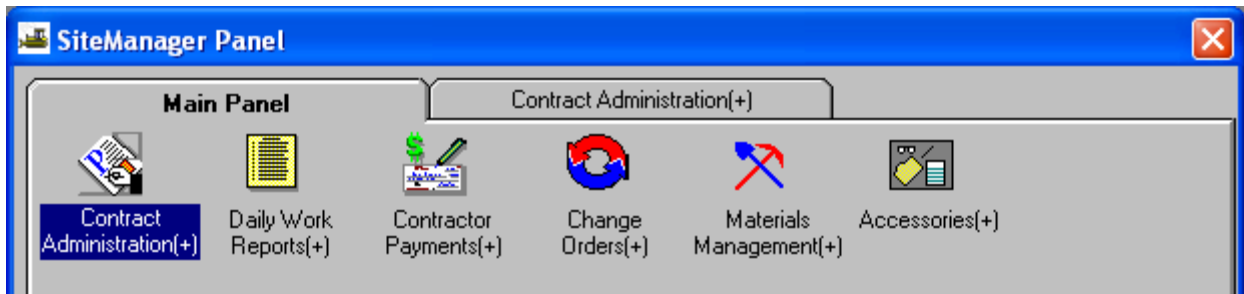 SiteManager Panel
Main Panel
Contract Administration(+)
Contract
Administration(+)
Daily Work
Reports(+)
Contractor
Payments(+)
Change
Orders(+)
Materials
Management(+)
Accessories(+)